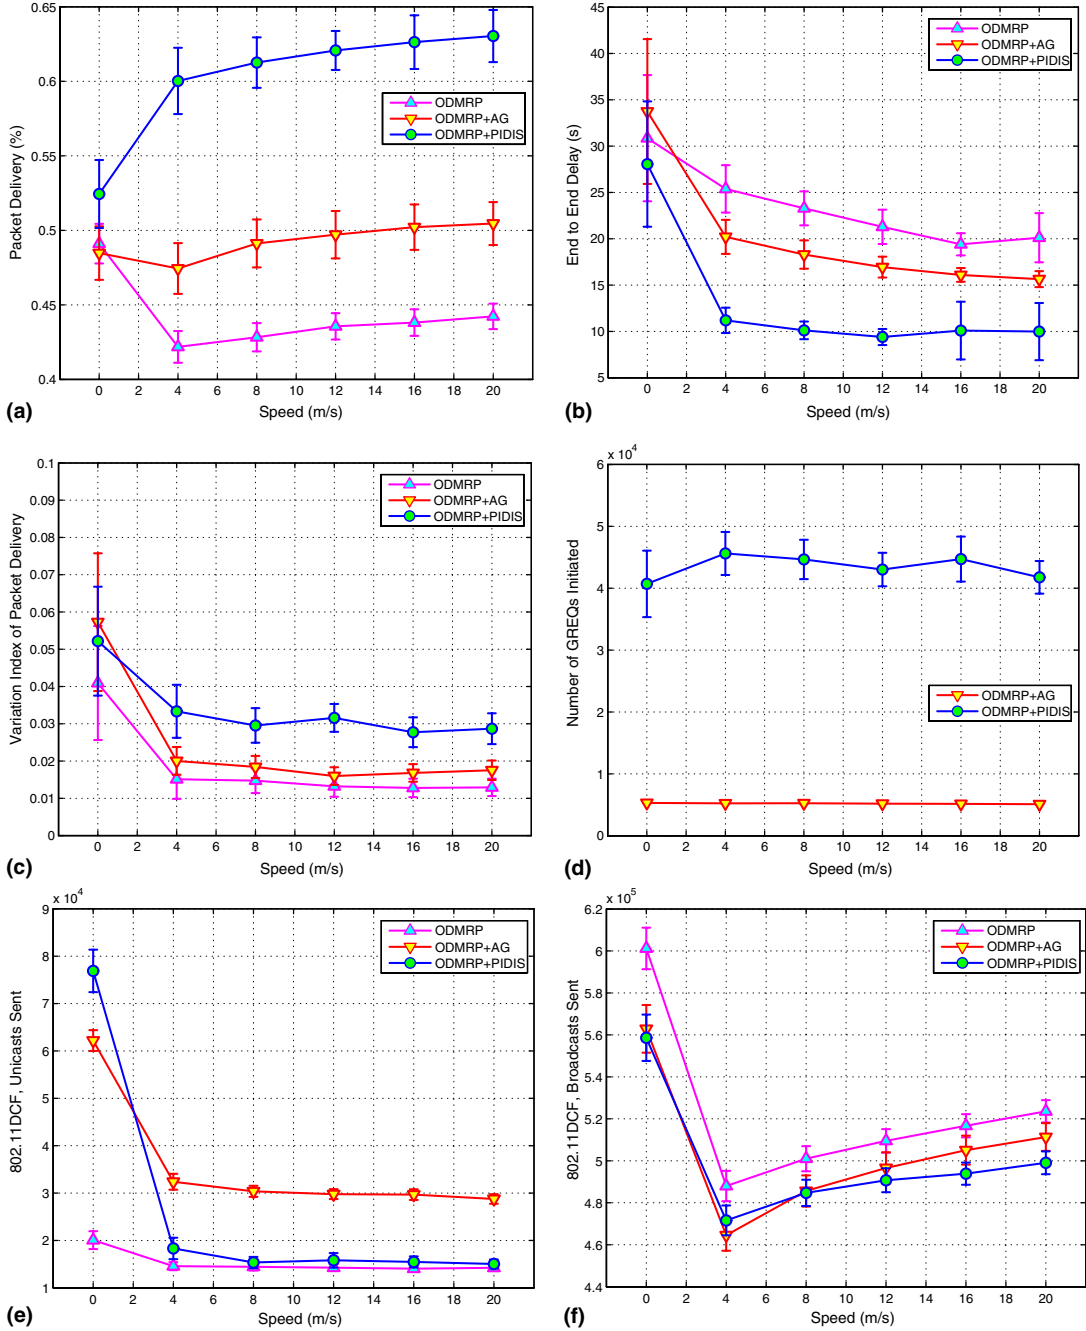 0.65
0.6
0.55
0.5
0.45
0.4
Packet Delivery (%)
ODMRP
ODMRP+AG
ODMRP+PIDIS
0 2 4 6 8 10 12 14 16 18 20
Speed (m/s)
(a)
45
40
35
30
25
20
15
10
5
End to End Delay (s)
ODMRP
ODMRP+AG
ODMRP+PIDIS
0 2 4 6 8 10 12 14 16 18 20
Speed (m/s)
(b)
0.1
0.09
0.08
0.07
0.06
0.05
0.04
0.03
0.02
0.01
0
Variation Index of Packet Delivery
ODMRP
ODMRP+AG
ODMRP+PIDIS
0 2 4 6 8 10 12 14 16 18 20
Speed (m/s)
(c)
x 10^4
6
5
4
3
2
1
0
Number of GREQs Initiated
ODMRP+AG
ODMRP+PIDIS
0 2 4 6 8 10 12 14 16 18 20
Speed (m/s)
(d)
x 10^4
9
8
7
6
5
4
3
2
1
802.11DCF, Unicasts Sent
ODMRP
ODMRP+AG
ODMRP+PIDIS
0 2 4 6 8 10 12 14 16 18 20
Speed (m/s)
(e)
x 10^5
6.2
6
5.8
5.6
5.4
5.2
5
4.8
4.6
4.4
802.11DCF, Broadcasts Sent
ODMRP
ODMRP+AG
ODMRP+PIDIS
0 2 4 6 8 10 12 14 16 18 20
Speed (m/s)
(f)